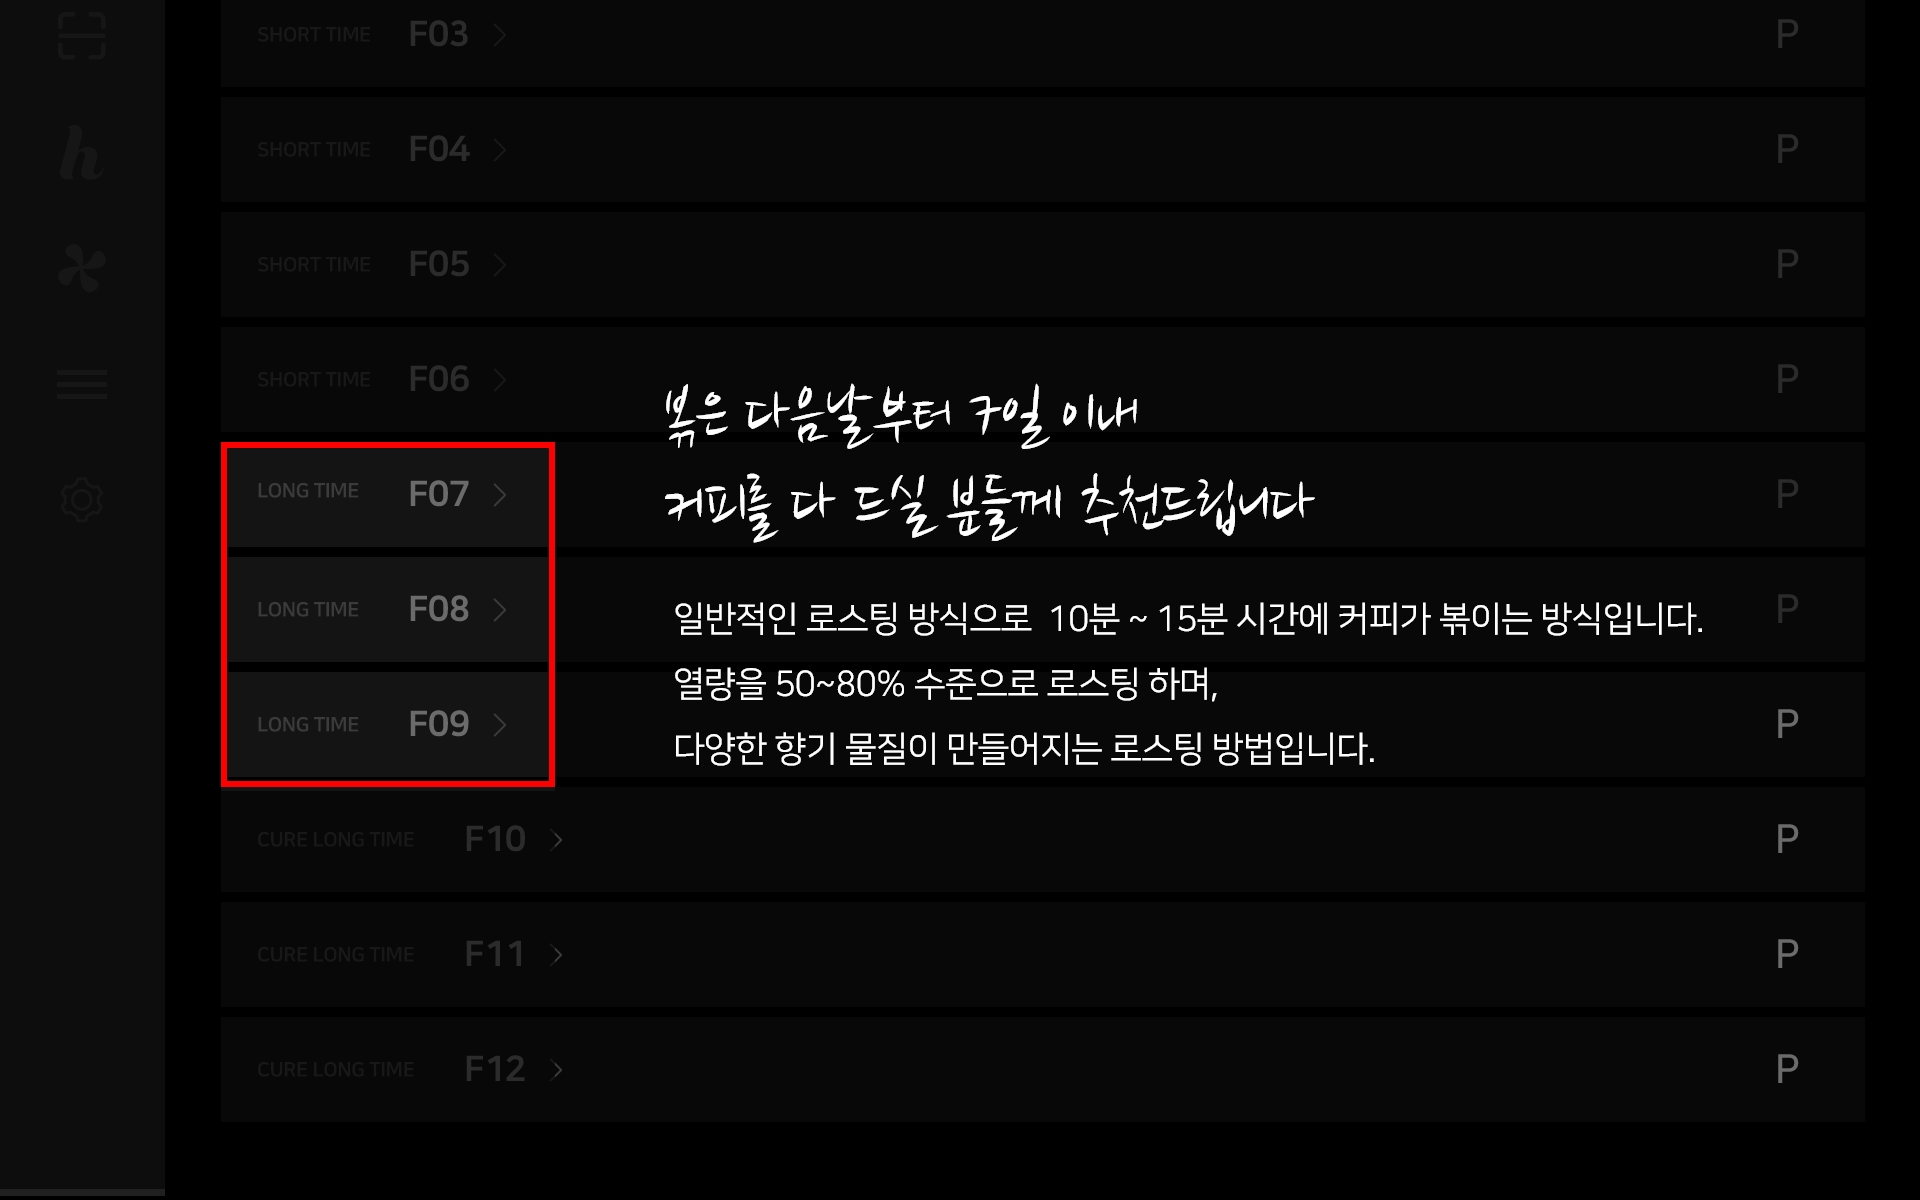 SHORT TIME F03 > P
h
SHORT TIME F04 > P
SHORT TIME F05 > P
SHORT TIME F06 > P
볶은 다음날부터 7일 이내
커피를 다 드실 분들께 추천드립니다
LONG TIME F07 > P
LONG TIME F08 > P
일반적인 로스팅 방식으로 10분 ~ 15분 시간에 커피가 볶이는 방식입니다.
열량을 50~80% 수준으로 로스팅 하며,
LONG TIME F09 > P
다양한 향기 물질이 만들어지는 로스팅 방법입니다.
CURE LONG TIME F10 > P
CURE LONG TIME F11 > P
CURE LONG TIME F12 > P